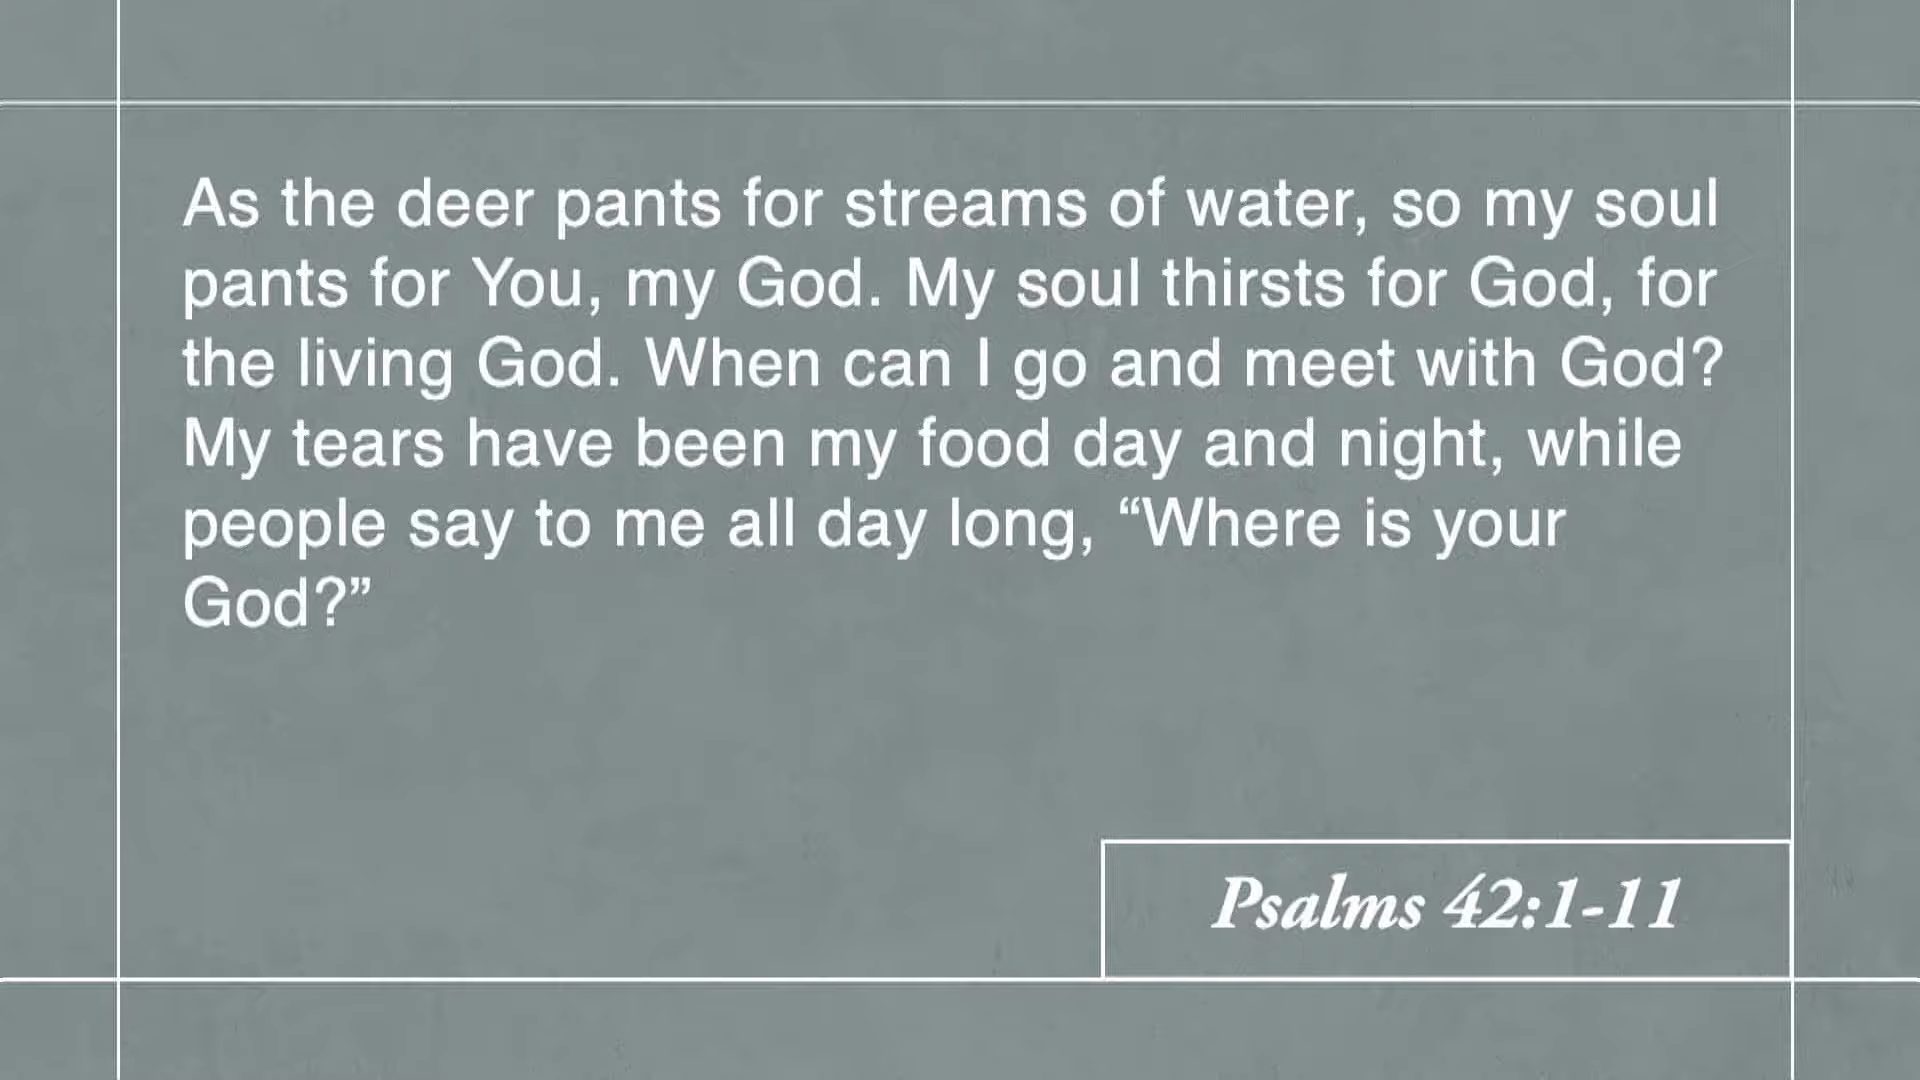 As the deer pants for streams of water, so my soul
pants for You, my God. My soul thirsts for God, for
the living God. When can I go and meet with God?
My tears have been my food day and night, while
people say to me all day long, “Where is your
God?”
Psalms 42:1-11